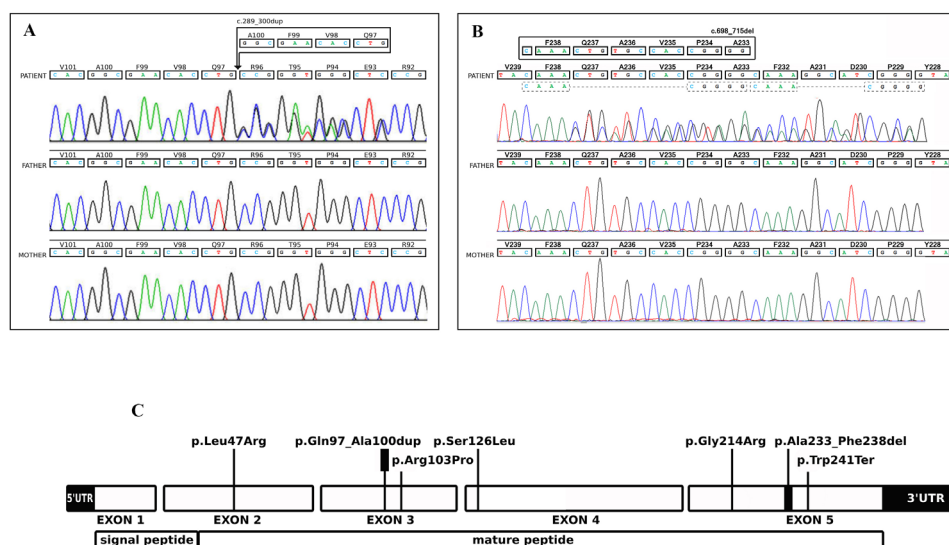 A
c.289_300dup
A100 F99 V98 Q97
G G C G A A C A C C T G
V101 A100 F99 V98 Q97 R96 T95 P94 E93 R92
PATIENT C A C G G C G A A C A C C T G C C G G G T G G G C T C C C G
V101 A100 F99 V98 Q97 R96 T95 P94 E93 R92
FATHER C A C G G C G A A C A C C T G C C G G G T G G G C T C C C G
V101 A100 F99 V98 Q97 R96 T95 P94 E93 R92
MOTHER C A C G G C G A A C A C C T G C C G G G T G G G C T C C C G
B
c.698_715del
F238 Q237 A236 V235 P234 A233
C A A A C T G T G C C A C C G G G G
V239 F238 Q237 A236 V235 P234 A233 F232 A231 D230 P229 Y228
PATIENT T A C A A A C T G T G C C A C C G G G G C A A A G G C A T C G G G G T A
C A A A C G G G G C A A A C G G G G
V239 F238 Q237 A236 V235 P234 A233 F232 A231 D230 P229 Y228
FATHER T A C A A A C T G T G C C A C C G G G G C A A A G G C A T C G G G G T A
V239 F238 Q237 A236 V235 P234 A233 F232 A231 D230 P229 V228
MOTHER T A C A A A C T G T G C C A C C G G G G C A A A G G C A T C G G G G T A
C
p.Leu47Arg p.Gln97_Ala100dup p.Ser126Leu p.Gly214Arg p.Ala233_Phe238del
p.Arg103Pro p.Trp241Ter
5'UTR 3'UTR
EXON 1 EXON 2 EXON 3 EXON 4 EXON 5
signal peptide mature peptide